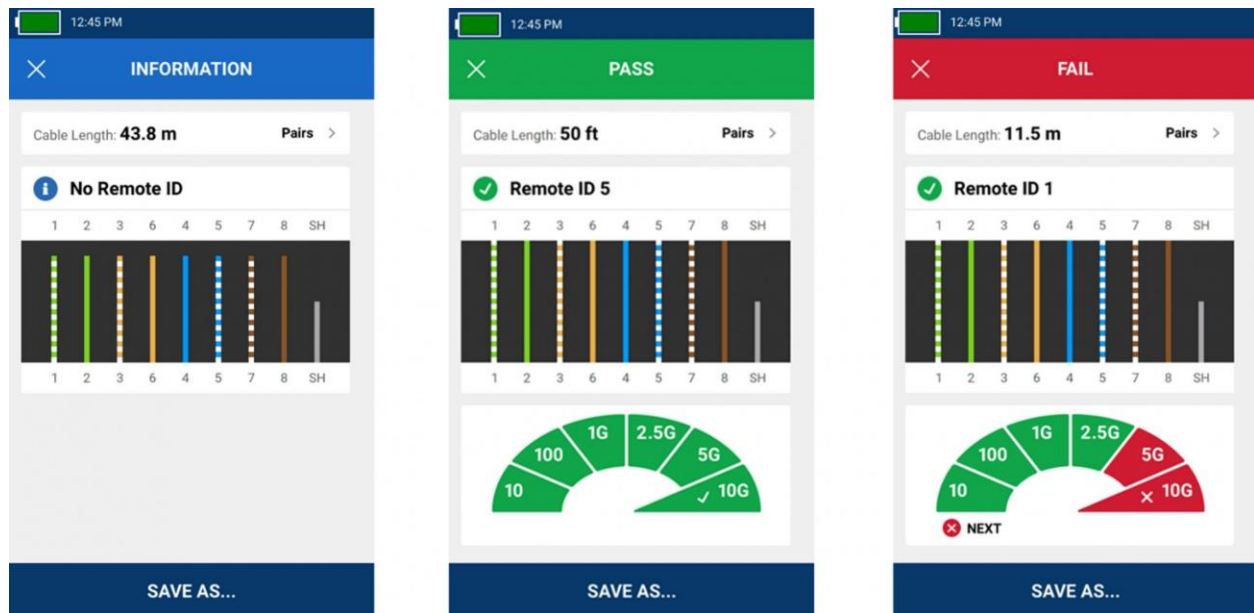 12:45 PM
INFORMATION
Cable Length: 43.8 m Pairs >
i No Remote ID
1 2 3 6 4 5 7 8 SH
1 2 3 6 4 5 7 8 SH
SAVE AS...
12:45 PM
PASS
Cable Length: 50 ft Pairs >
Remote ID 5
1 2 3 6 4 5 7 8 SH
1 2 3 6 4 5 7 8 SH
10 100 1G 2.5G 5G 10G
SAVE AS...
12:45 PM
FAIL
Cable Length: 11.5 m Pairs >
Remote ID 1
1 2 3 6 4 5 7 8 SH
1 2 3 6 4 5 7 8 SH
10 100 1G 2.5G 5G 10G
NEXT
SAVE AS...